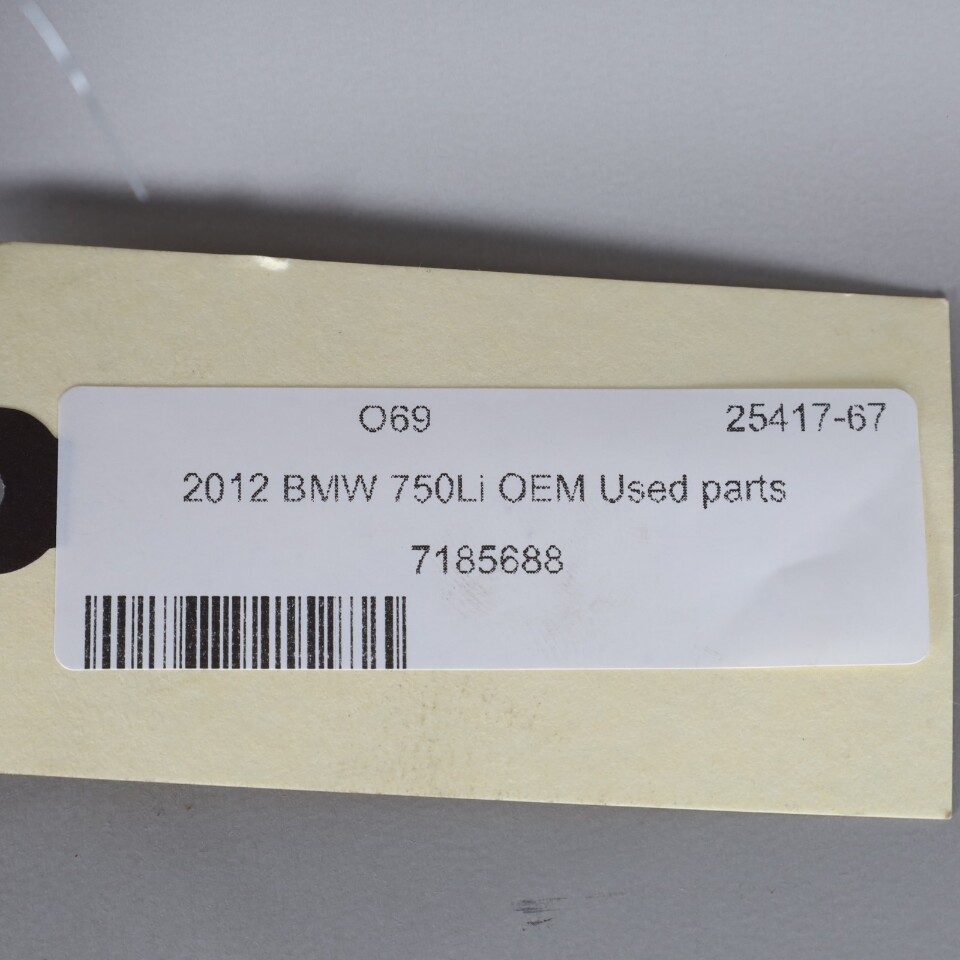 O69 25417-67
2012 BMW 750Li OEM Used parts
7185688